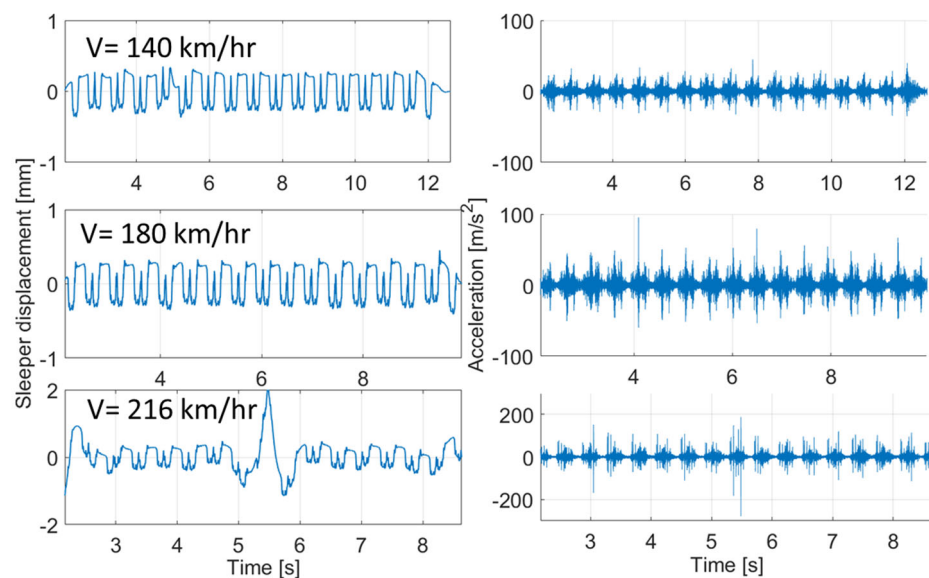 1
V= 140 km/hr
0
-1
4 6 8 10 12
100
0
-100
4 6 8 10 12
Sleeper displacement [mm]
1
V= 180 km/hr
0
-1
4 6 8
Acceleration [m/s²]
100
0
-100
4 6 8
2
V= 216 km/hr
0
-2
3 4 5 6 7 8
Time [s]
200
0
-200
3 4 5 6 7 8
Time [s]